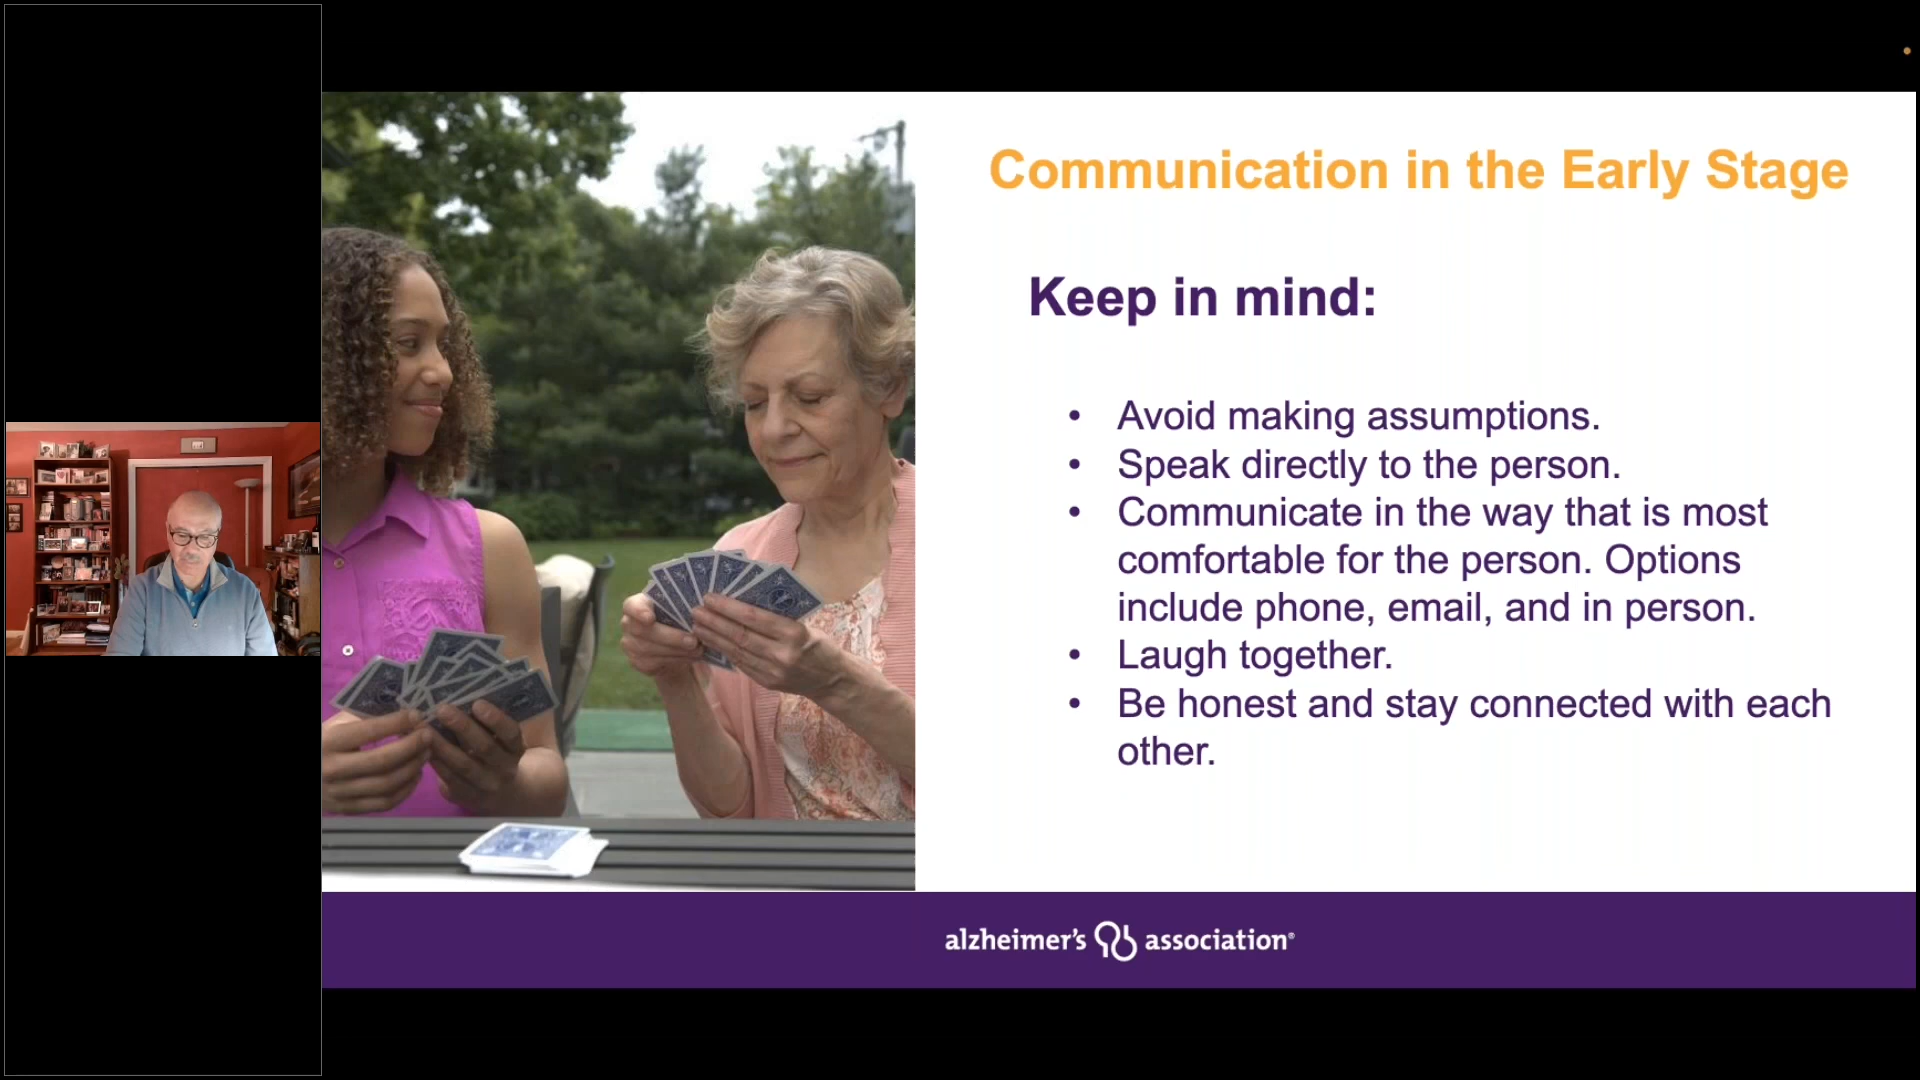 Communication in the Early Stage
Keep in mind:
• Avoid making assumptions.
• Speak directly to the person.
• Communicate in the way that is most
comfortable for the person. Options
include phone, email, and in person.
• Laugh together.
• Be honest and stay connected with each
other.
alzheimer's association®